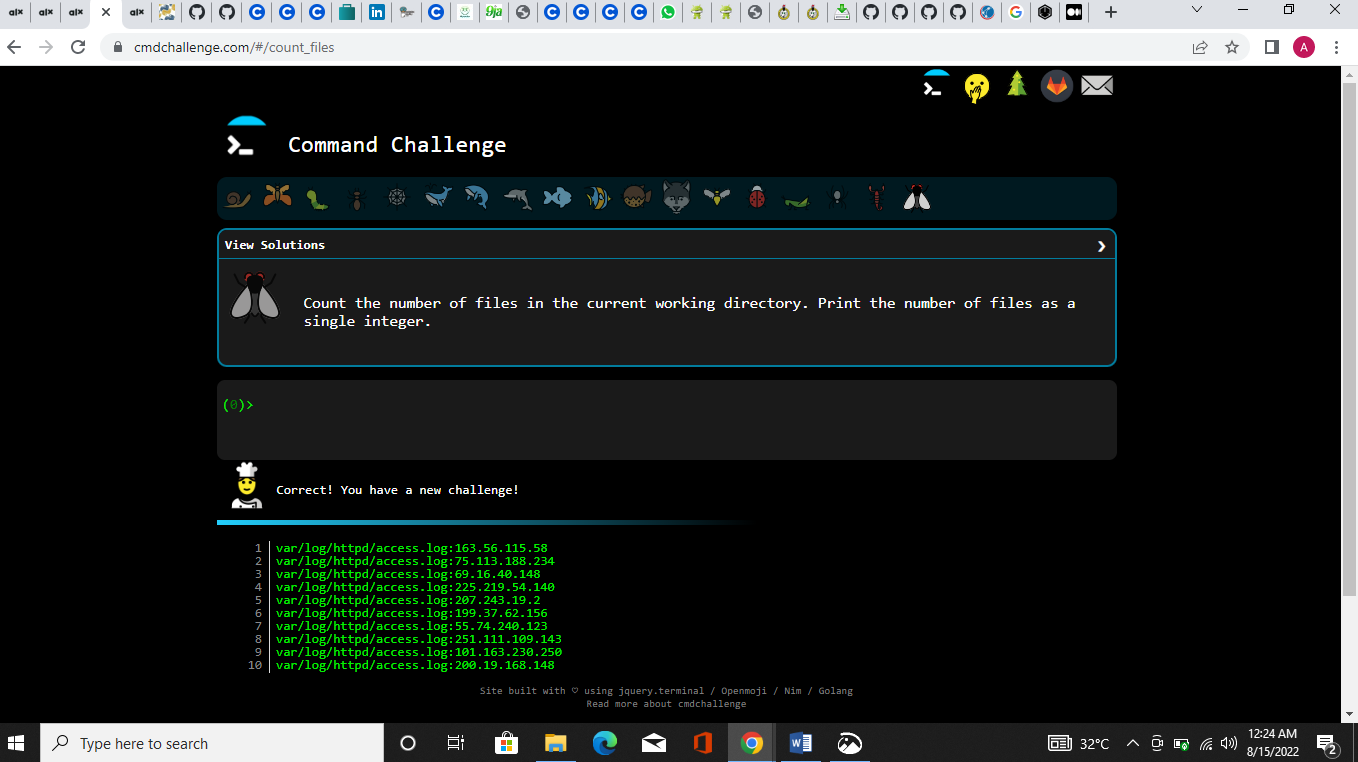 cmdchallenge.com/#/count_files
A
Command Challenge
View Solutions
Count the number of files in the current working directory. Print the number of files as a
single integer.
(0)>
Correct! You have a new challenge!
1 var/log/httpd/access.log:163.56.115.58
2 var/log/httpd/access.log:75.113.188.234
3 var/log/httpd/access.log:69.16.40.148
4 var/log/httpd/access.log:225.219.54.140
5 var/log/httpd/access.log:207.243.19.2
6 var/log/httpd/access.log:199.37.62.156
7 var/log/httpd/access.log:55.74.240.123
8 var/log/httpd/access.log:251.111.109.143
9 var/log/httpd/access.log:101.163.230.250
10 var/log/httpd/access.log:200.19.168.148
Site built with ♡ using jquery.terminal / Openmoji / Nim / Golang
Read more about cmdchallenge
Type here to search
32°C
12:24 AM
8/15/2022
2